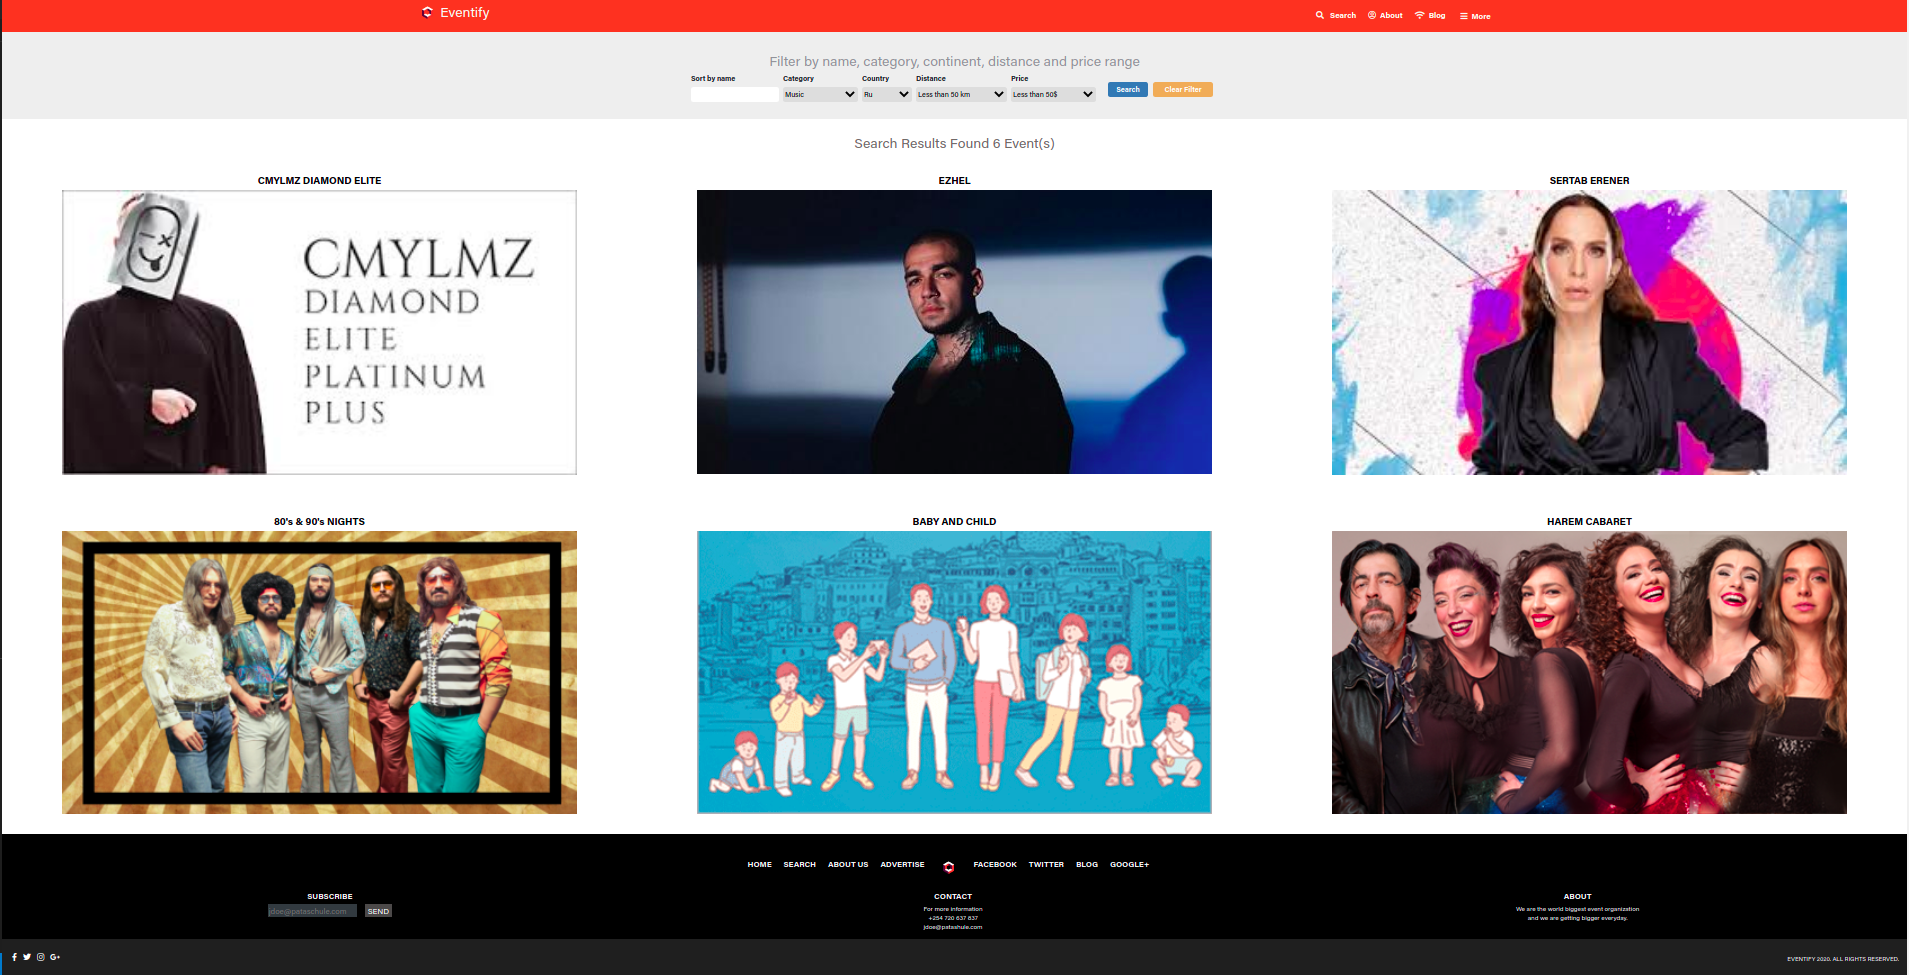 Eventify
Search About Blog More
Filter by name, category, continent, distance and price range
Sort by name Category Country Distance Price
Music Ru Less than 50 km Less than 50$ Search Clear Filter
Search Results Found 6 Event(s)
CMYLMZ DIAMOND ELITE
CMYLMZ
DIAMOND
ELITE
PLATINUM
PLUS
EZHEL
SERTAB ERENER
80's & 90's NIGHTS
BABY AND CHILD
HAREM CABARET
HOME SEARCH ABOUT US ADVERTISE FACEBOOK TWITTER BLOG GOOGLE+
SUBSCRIBE
jdoe@pataschule.com SEND
CONTACT
For more information
+254 720 637 837
jdoe@patashule.com
ABOUT
We are the world biggest event organization
and we are getting bigger everyday.
EVENTIFY 2020. ALL RIGHTS RESERVED.